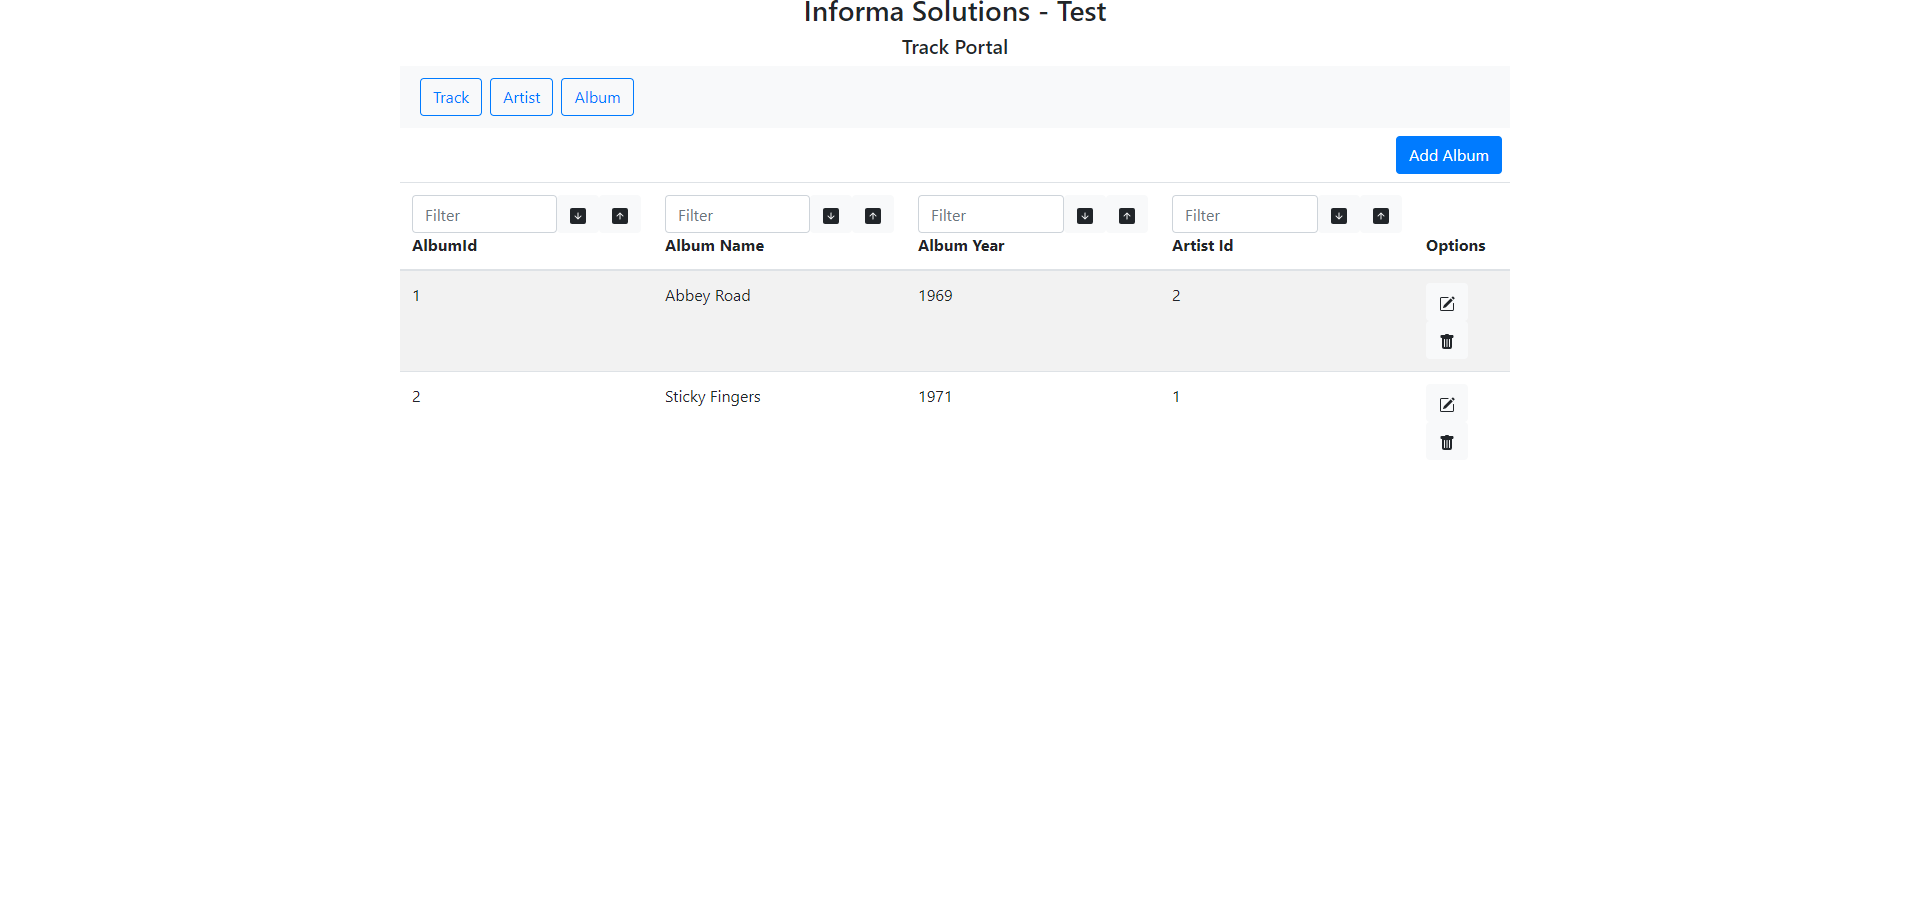 Informa Solutions - Test
Track Portal
Track Artist Album
Add Album
Filter Filter Filter Filter
AlbumId Album Name Album Year Artist Id Options
1 Abbey Road 1969 2
2 Sticky Fingers 1971 1